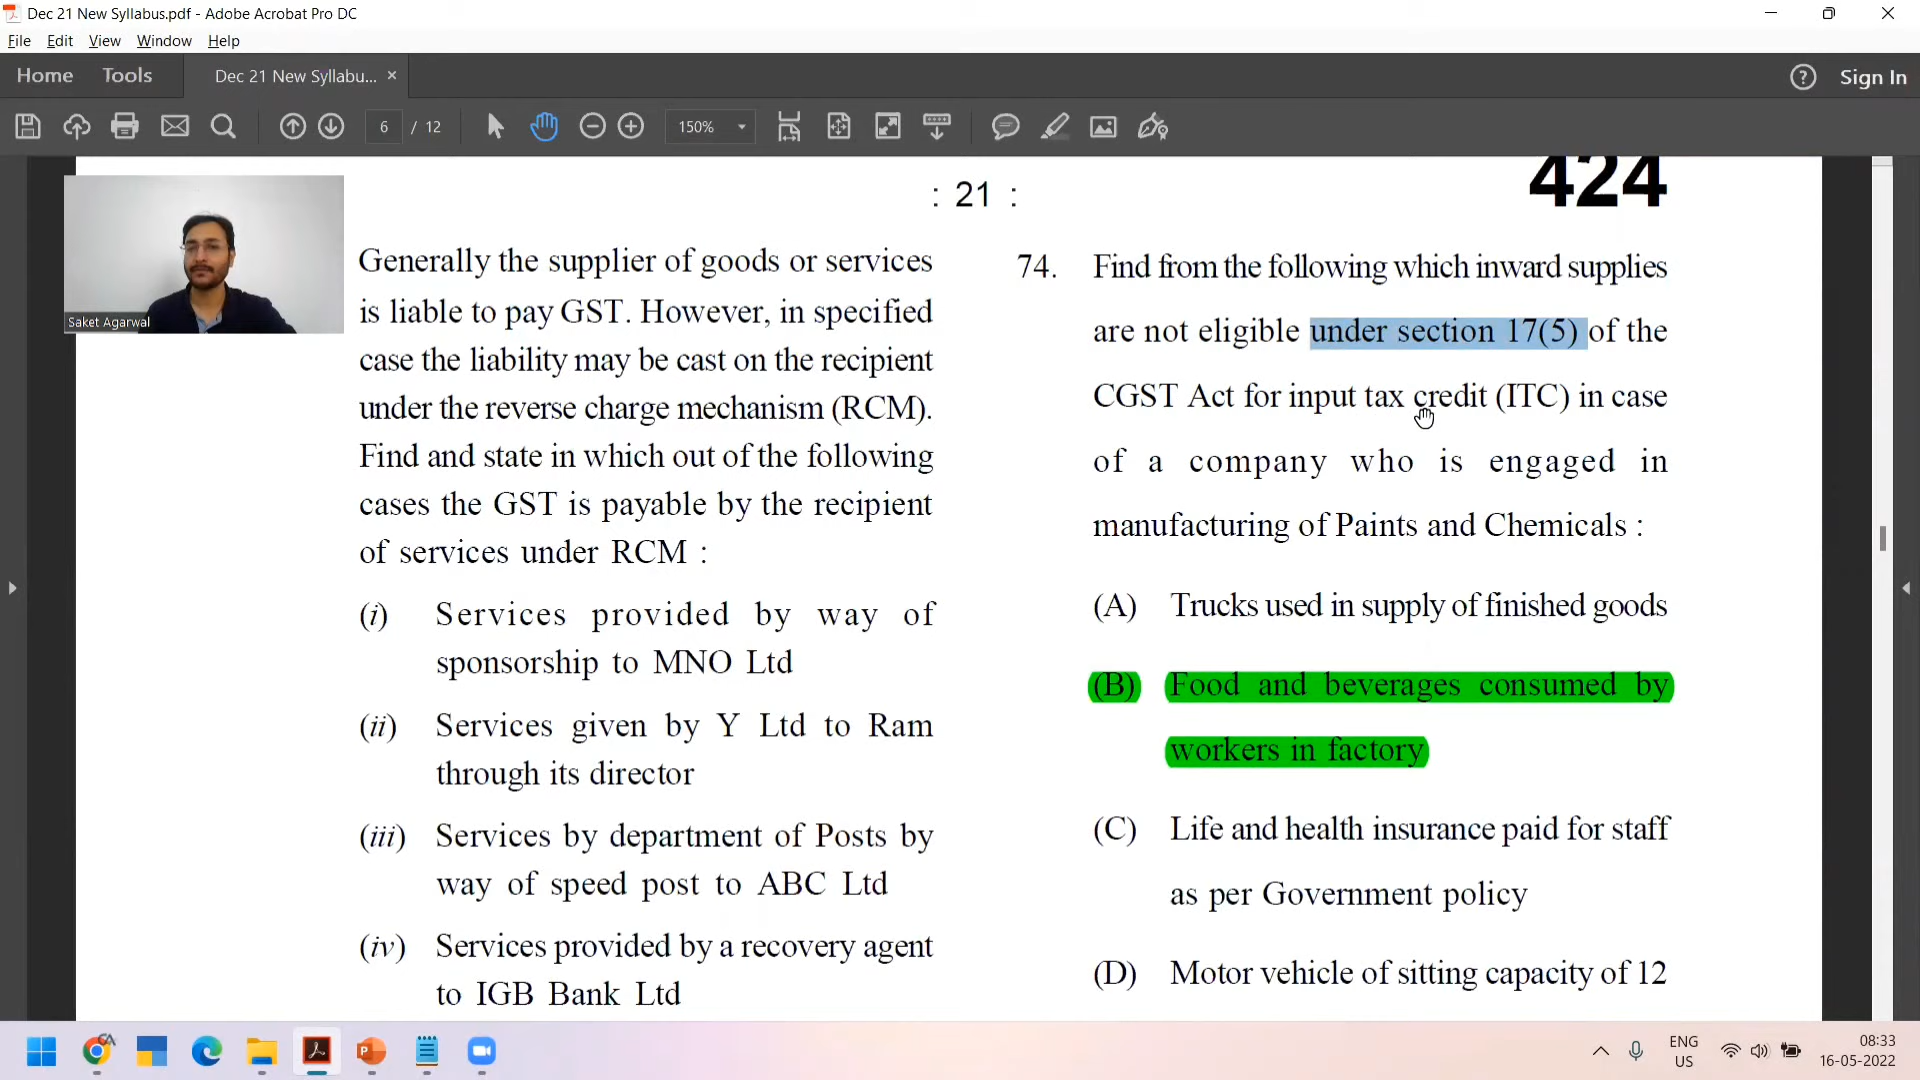 Dec 21 New Syllabus.pdf - Adobe Acrobat Pro DC
File Edit View Window Help
Home Tools Dec 21 New Syllabu... × Sign In
6 / 12 150%
424
: 21 :
Saket Agarwal
Generally the supplier of goods or services
is liable to pay GST. However, in specified
case the liability may be cast on the recipient
under the reverse charge mechanism (RCM).
Find and state in which out of the following
cases the GST is payable by the recipient
of services under RCM :
(i) Services provided by way of
sponsorship to MNO Ltd
(ii) Services given by Y Ltd to Ram
through its director
(iii) Services by department of Posts by
way of speed post to ABC Ltd
(iv) Services provided by a recovery agent
to IGB Bank Ltd
74. Find from the following which inward supplies
are not eligible under section 17(5) of the
CGST Act for input tax credit (ITC) in case
of a company who is engaged in
manufacturing of Paints and Chemicals :
(A) Trucks used in supply of finished goods
(B) Food and beverages consumed by
workers in factory
(C) Life and health insurance paid for staff
as per Government policy
(D) Motor vehicle of sitting capacity of 12
ENG
US
08:33
16-05-2022